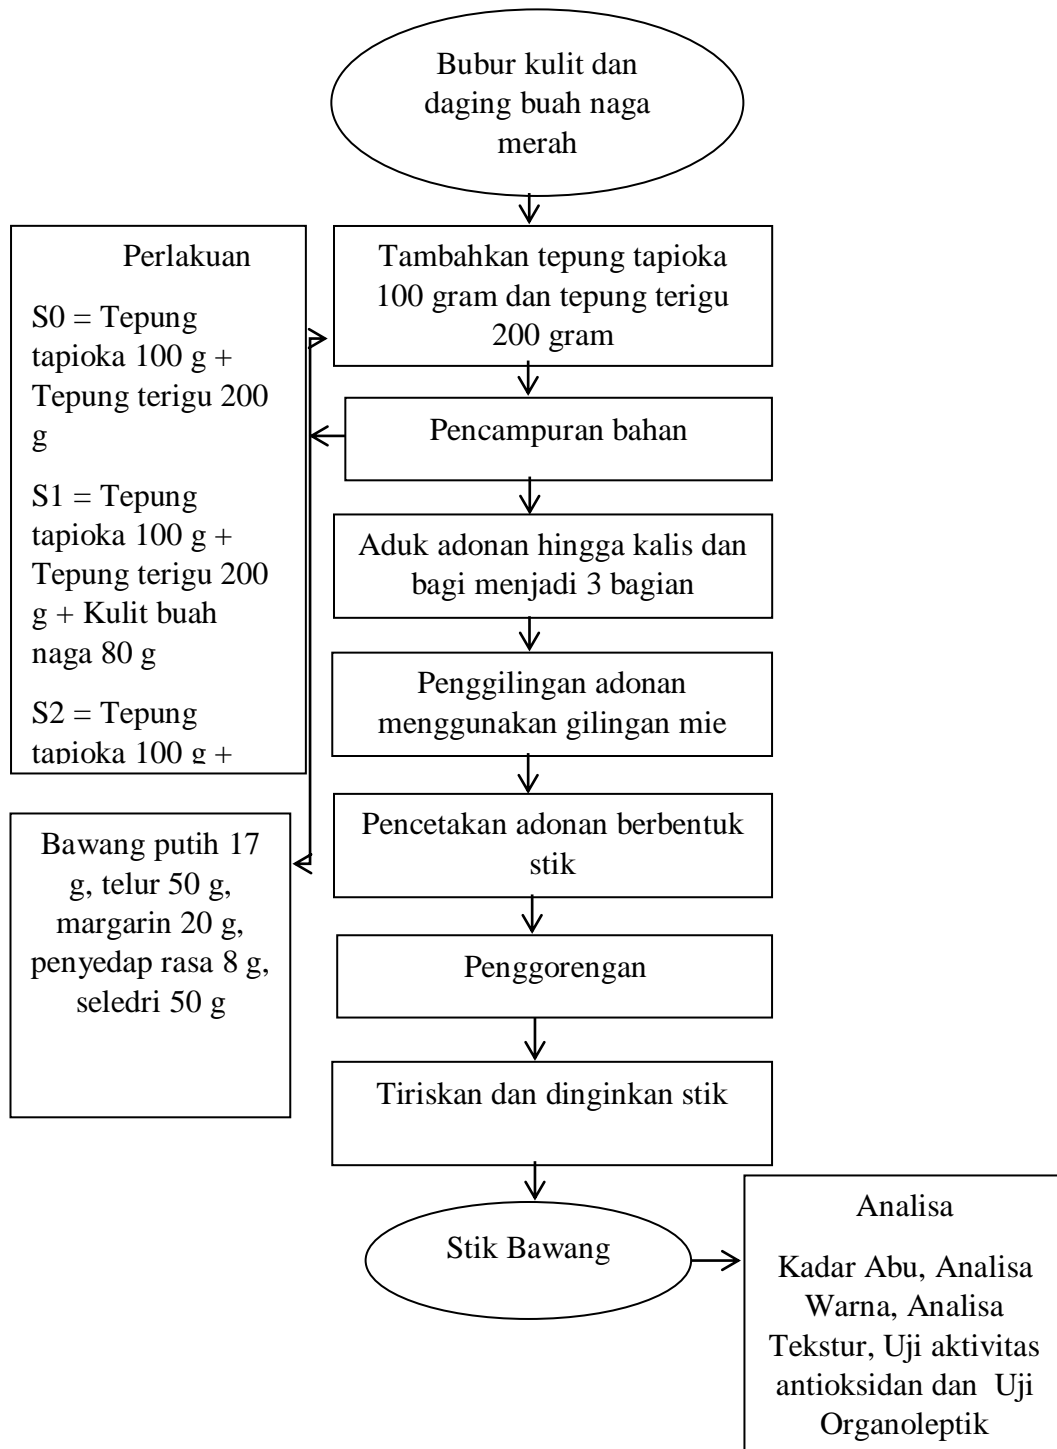 Bubur kulit dan
daging buah naga
merah
Perlakuan
S0 = Tepung
tapioka 100 g +
Tepung terigu 200
g
S1 = Tepung
tapioka 100 g +
Tepung terigu 200
g + Kulit buah
naga 80 g
S2 = Tepung
tapioka 100 g +
Tambahkan tepung tapioka
100 gram dan tepung terigu
200 gram
Pencampuran bahan
Aduk adonan hingga kalis dan
bagi menjadi 3 bagian
Penggilingan adonan
menggunakan gilingan mie
Bawang putih 17
g, telur 50 g,
margarin 20 g,
penyedap rasa 8 g,
seledri 50 g
Pencetakan adonan berbentuk
stik
Penggorengan
Tiriskan dan dinginkan stik
Stik Bawang
Analisa
Kadar Abu, Analisa
Warna, Analisa
Tekstur, Uji aktivitas
antioksidan dan  Uji
Organoleptik